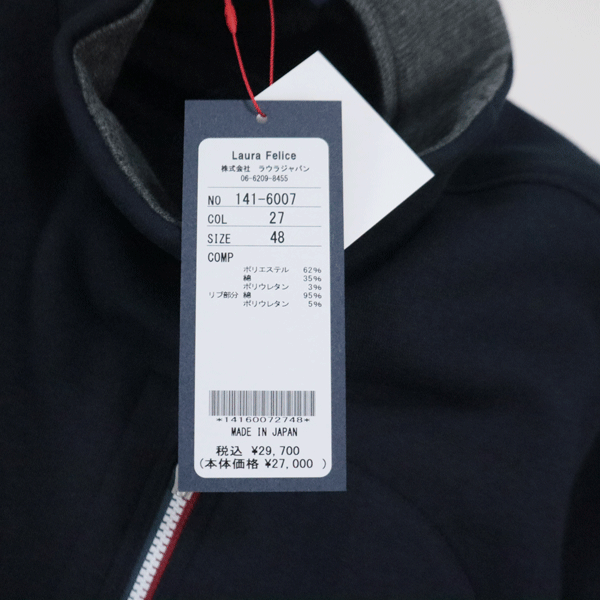 Laura Felice
株式会社 ラウラジャパン
06-6209-8455
NO 141-6007
COL 27
SIZE 48
COMP
ポリエステル 62%
綿 35%
ポリウレタン 3%
リブ部分 綿 95%
ポリウレタン 5%
*14160072748*
MADE IN JAPAN
税込 ¥29,700
(本体価格 ¥27,000 )